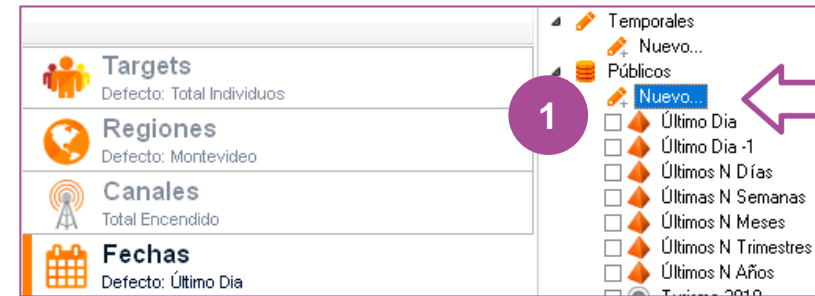 Targets
Defecto: Total Individuos
Regiones
Defecto: Montevideo
Canales
Total Encendido
Fechas
Defecto: Último Dia
1
Temporales
Nuevo...
Públicos
Nuevo...
Último Dia
Último Dia -1
Últimos N Días
Últimas N Semanas
Últimos N Meses
Últimos N Trimestres
Últimos N Años